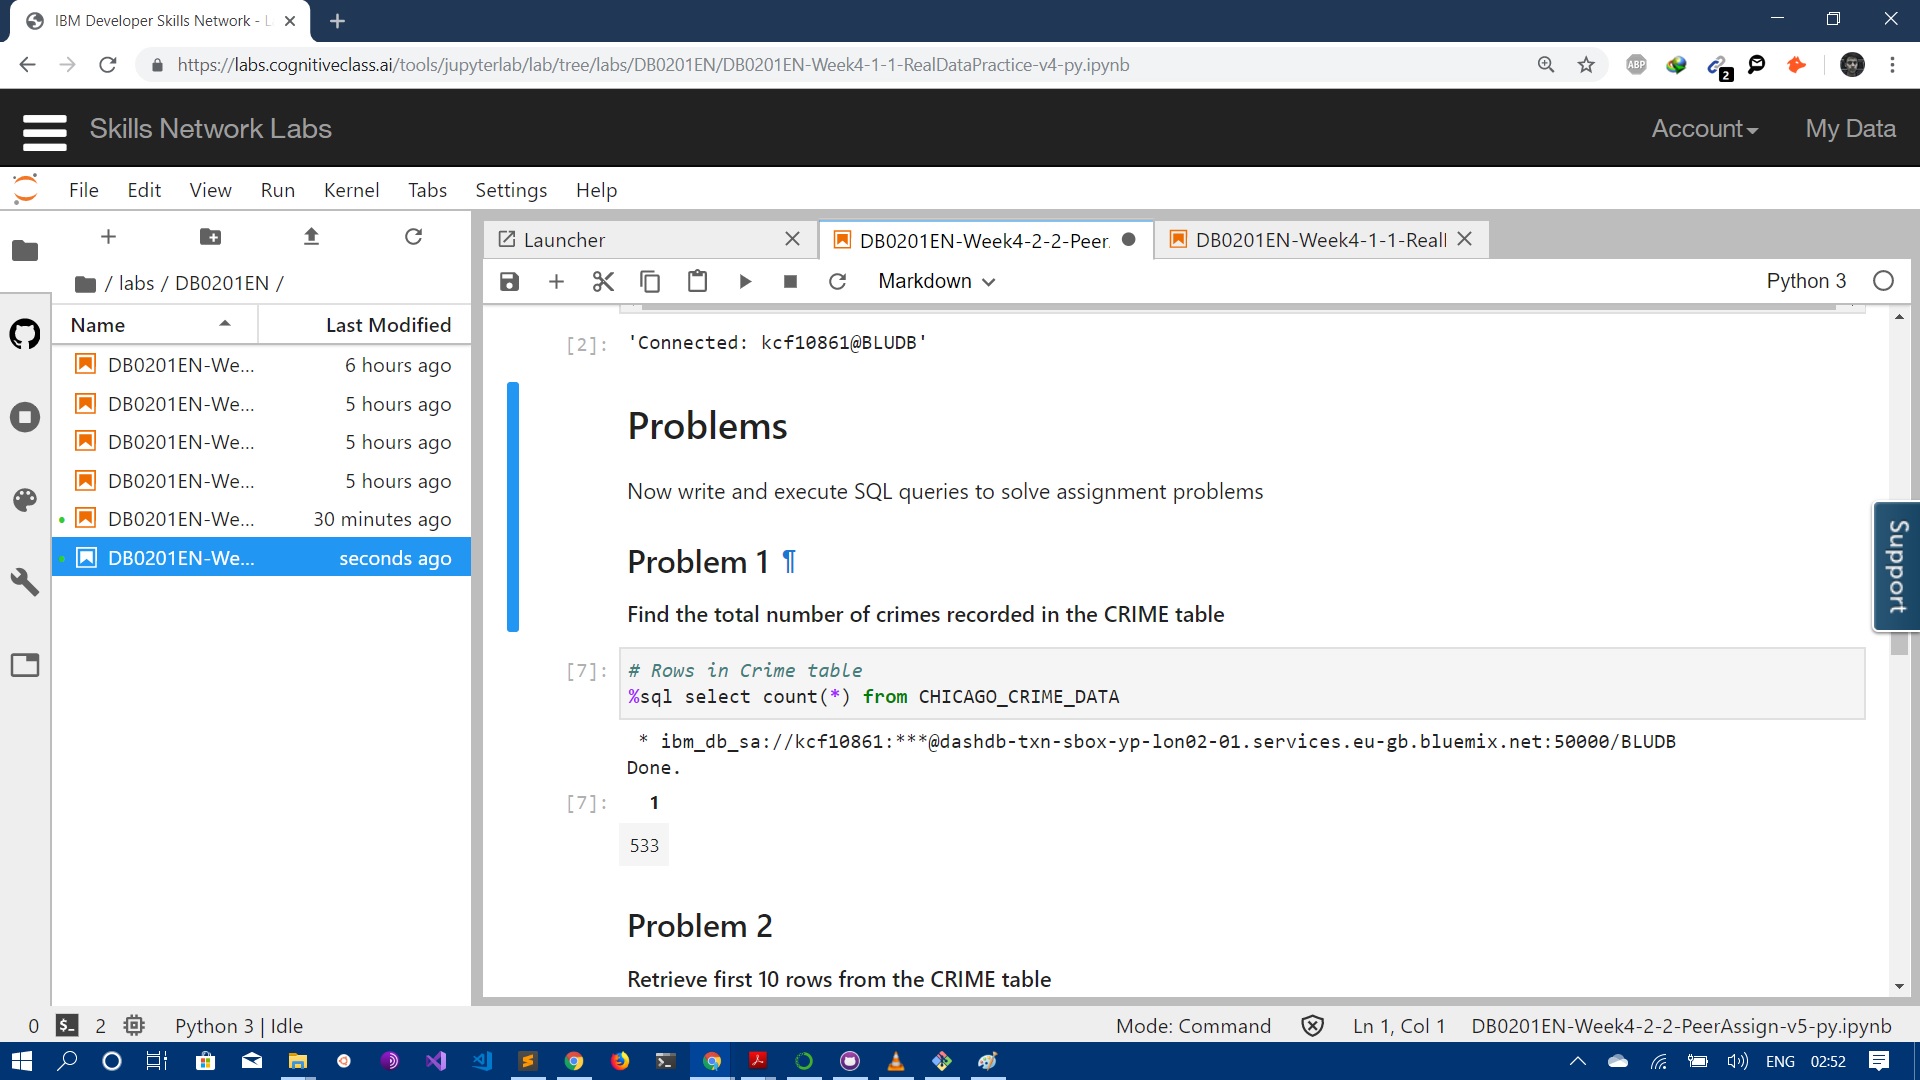 IBM Developer Skills Network - L
https://labs.cognitiveclass.ai/tools/jupyterlab/lab/tree/labs/DB0201EN/DB0201EN-Week4-1-1-RealDataPractice-v4-py.ipynb
ABP
2
Skills Network Labs
Account
My Data
File Edit View Run Kernel Tabs Settings Help
Launcher
DB0201EN-Week4-2-2-Peer
DB0201EN-Week4-1-1-Real
/ labs / DB0201EN /
Markdown
Python 3
Name Last Modified
DB0201EN-We... 6 hours ago
DB0201EN-We... 5 hours ago
DB0201EN-We... 5 hours ago
DB0201EN-We... 5 hours ago
DB0201EN-We... 30 minutes ago
DB0201EN-We... seconds ago
[2]: 'Connected: kcf10861@BLUDB'
Problems
Now write and execute SQL queries to solve assignment problems
Problem 1 ¶
Find the total number of crimes recorded in the CRIME table
[7]: # Rows in Crime table
%sql select count(*) from CHICAGO_CRIME_DATA
* ibm_db_sa://kcf10861:***@dashdb-txn-sbox-yp-lon02-01.services.eu-gb.bluemix.net:50000/BLUDB
Done.
[7]: 1
533
Problem 2
Retrieve first 10 rows from the CRIME table
Support
0 $_ 2 Python 3 | Idle
Mode: Command Ln 1, Col 1 DB0201EN-Week4-2-2-PeerAssign-v5-py.ipynb
ENG 02:52